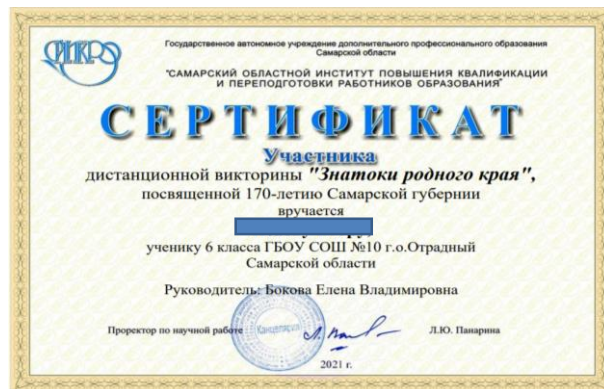 Государственное автономное учреждение дополнительного профессионального образования
Самарской области
"САМАРСКИЙ ОБЛАСТНОЙ ИНСТИТУТ ПОВЫШЕНИЯ КВАЛИФИКАЦИИ
И ПЕРЕПОДГОТОВКИ РАБОТНИКОВ ОБРАЗОВАНИЯ"
СЕРТИФИКАТ
Участника
дистанционной викторины "Знатоки родного края",
посвященной 170-летию Самарской губернии
вручается
ученику 6 класса ГБОУ СОШ №10 г.о.Отрадный
Самарской области
Руководитель: Бокова Елена Владимировна
Проректор по научной работе
Канцелярия
Л.Ю. Панарина
2021 г.